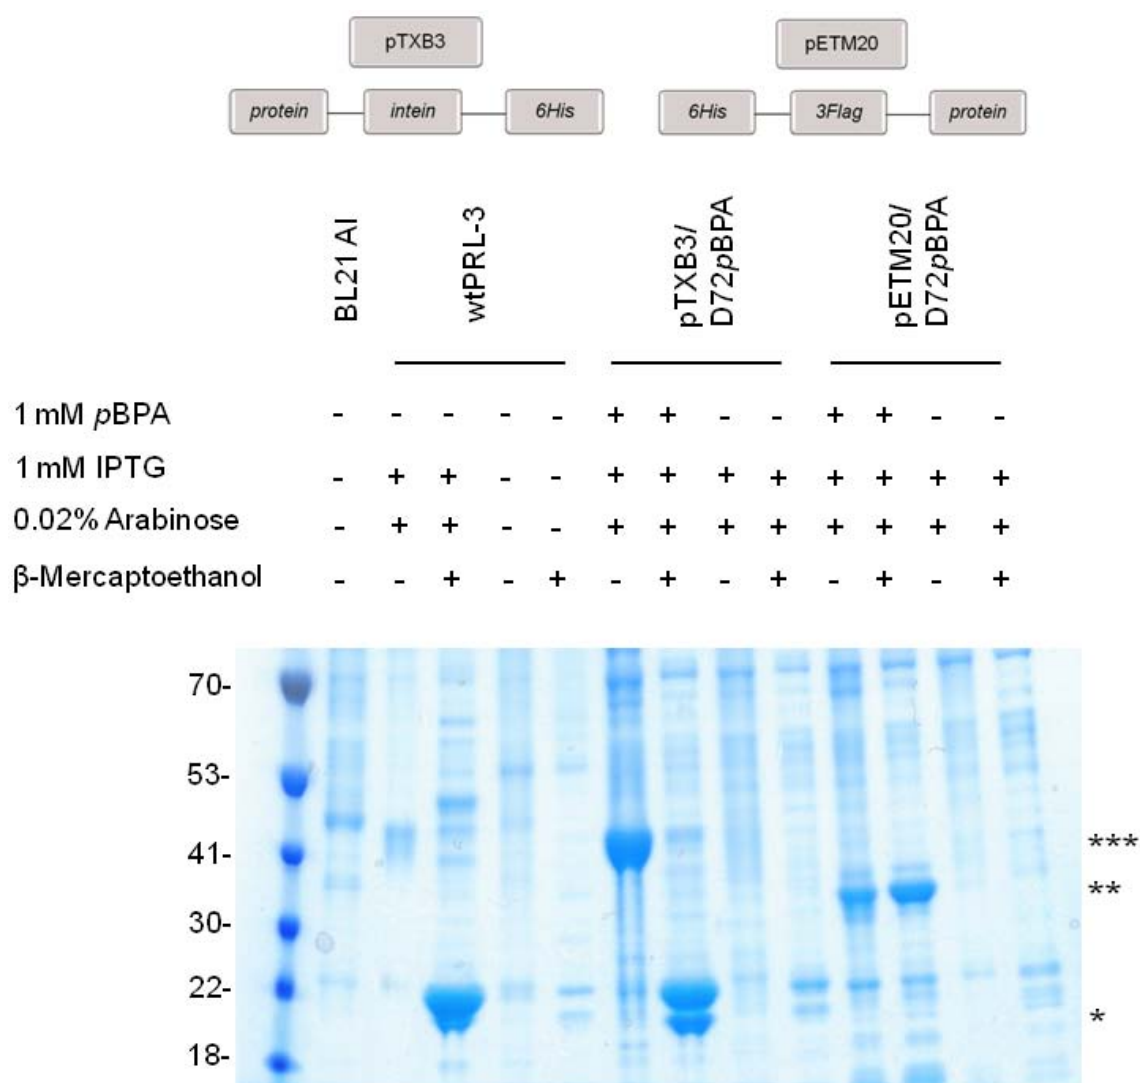 pTXB3 pETM20
protein intein 6His 6His 3Flag protein
BL21 AI
wtPRL-3
pTXB3/
D72pBPA
pETM20/
D72pBPA
1 mM pBPA - - - - - + + - - + + - -
1 mM IPTG - + + - - + + + + + + + +
0.02% Arabinose - + + - - + + + + + + + +
β-Mercaptoethanol - - + - + - + - + - + - +
70-
53-
41- ***
**
30-
22-
*
18-